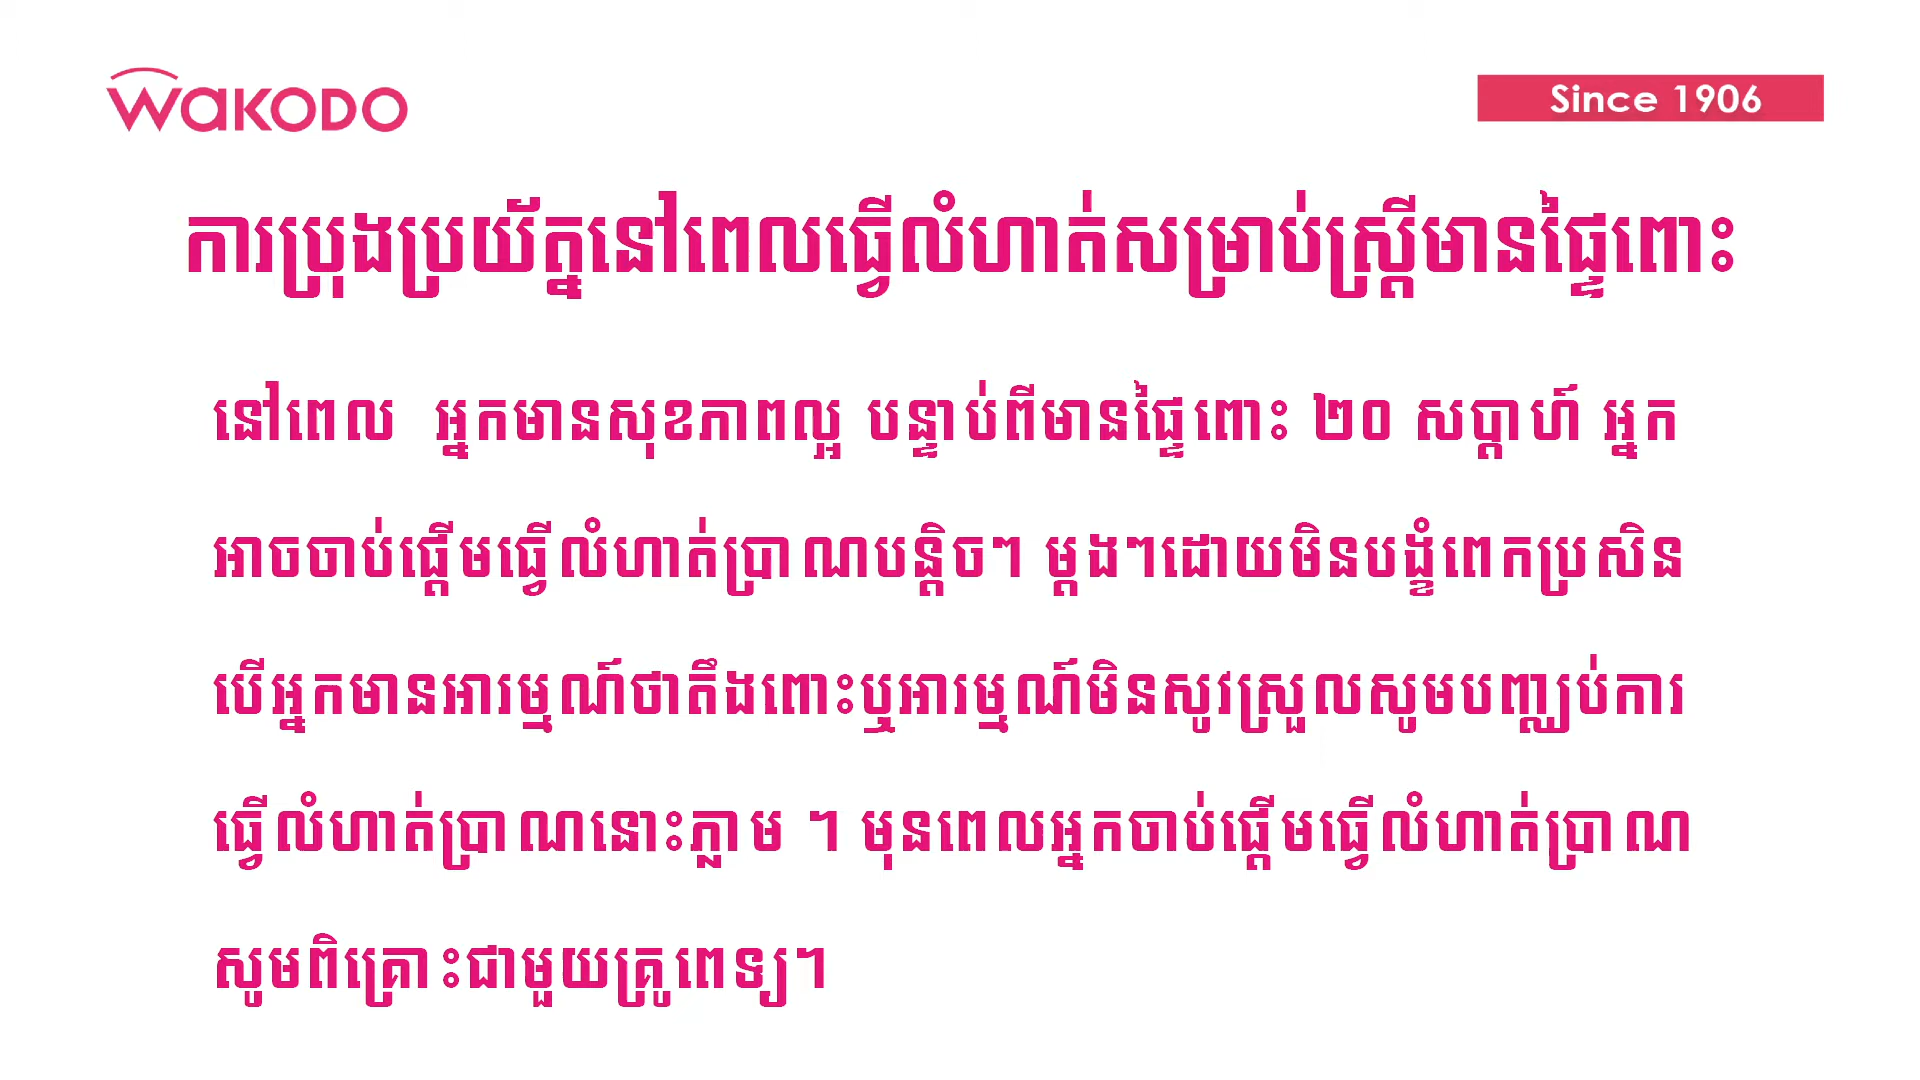 WAKODO
Since 1906
ការប្រុងប្រយ័ត្ននៅពេលធ្វើលំហាត់សម្រាប់ស្ត្រីមានផ្ទៃពោះ
នៅពេល អ្នកមានសុខភាពល្អ បន្ទាប់ពីមានផ្ទៃពោះ ២០ សប្តាហ៍ អ្នក
អាចចាប់ផ្តើមធ្វើលំហាត់ប្រាណបន្តិចៗ ម្តងៗដោយមិនបង្ខំពេកប្រសិន
បើអ្នកមានអារម្មណ៍ថាតឹងពោះឬអារម្មណ៍មិនសូវស្រួលសូមបញ្ឈប់ការ
ធ្វើលំហាត់ប្រាណនោះភ្លាម ។ មុនពេលអ្នកចាប់ផ្តើមធ្វើលំហាត់ប្រាណ
សូមពិគ្រោះជាមួយគ្រូពេទ្យ។